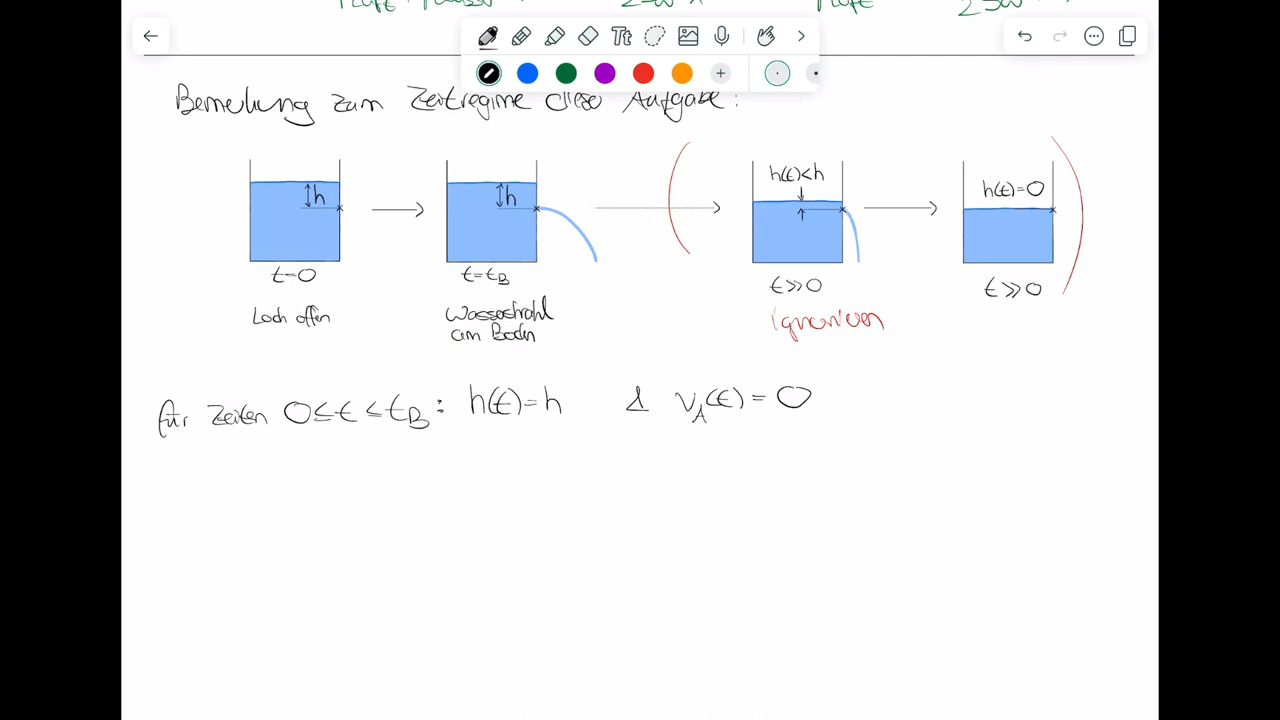 Bemerkung zum Zeitregime dieser Aufgabe:
h
h
h(t)<h
h(t)=0
t=0
t=t_B
t≫0
t≫0
Loch offen
Wasserstrahl
am Boden
ignorieren
für Zeiten 0≤t≤t_B: h(t)=h & v_A(t)=0